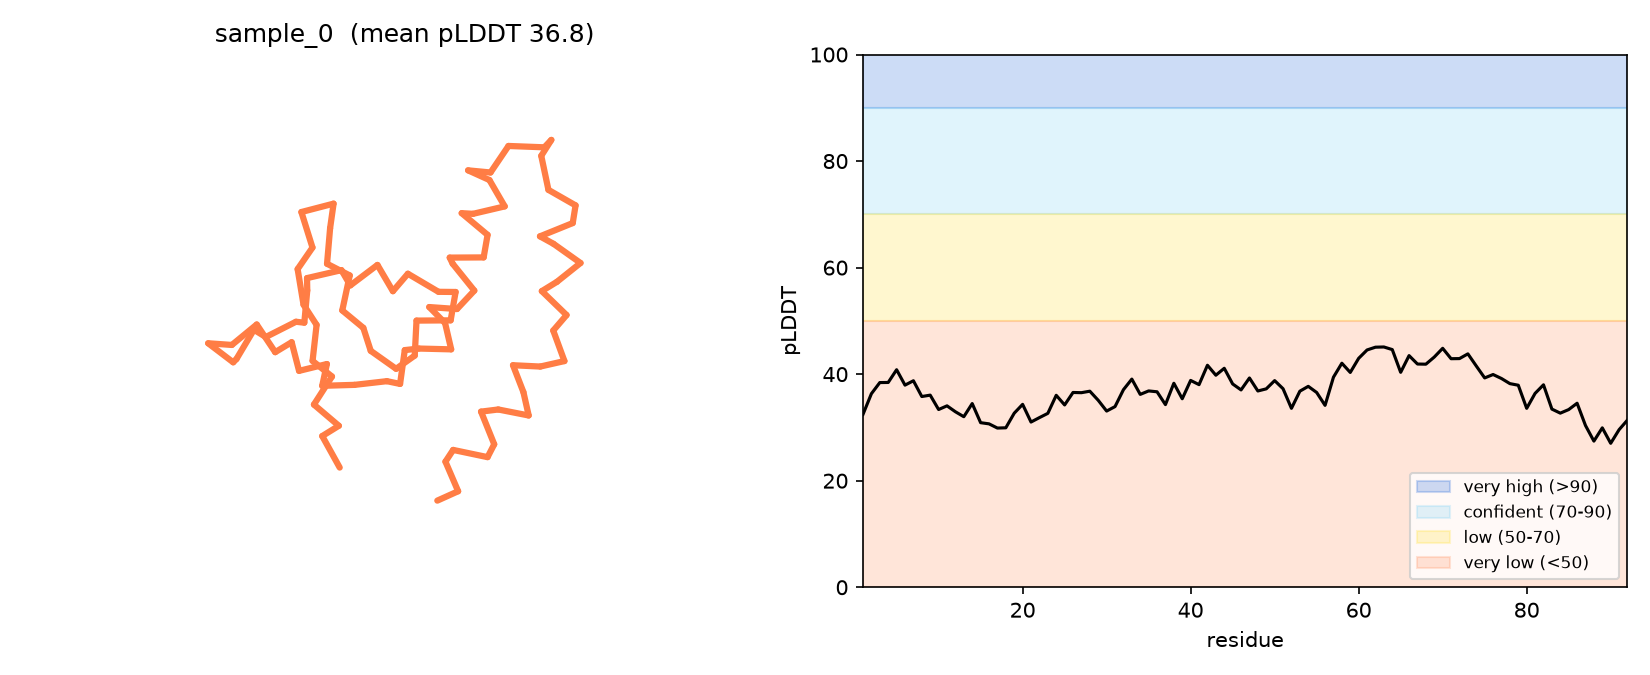 sample_0 (mean pLDDT 36.8)
100
80
60
40
20
0
pLDDT
20
40
60
80
residue
very high (>90)
confident (70-90)
low (50-70)
very low (<50)